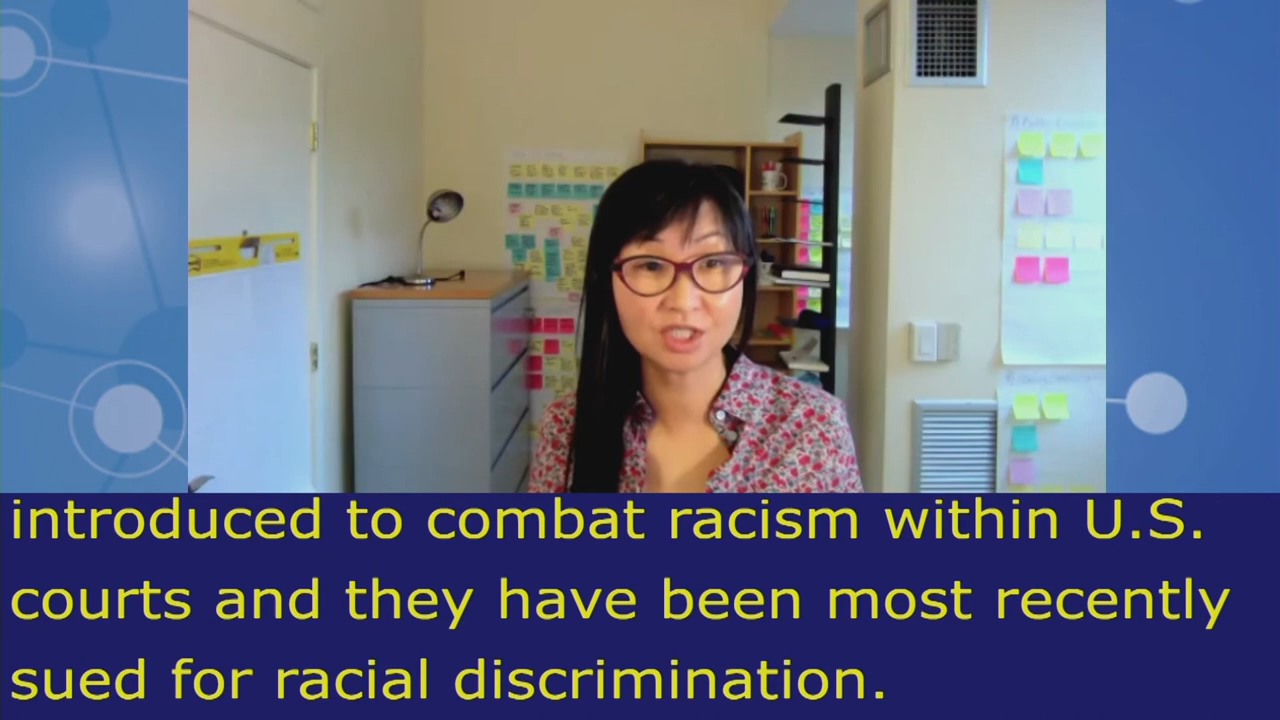 introduced to combat racism within U.S.
courts and they have been most recently
sued for racial discrimination.